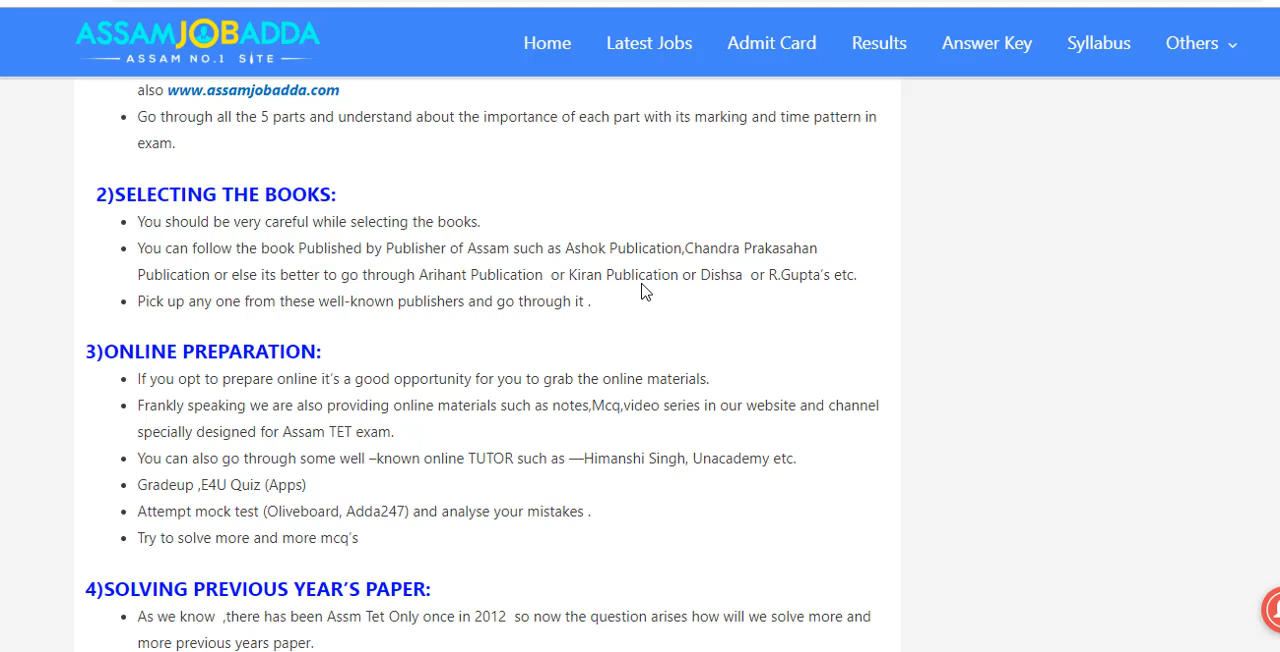 ASSAMJOBADDA
ASSAM NO.1 SITE
Home Latest Jobs Admit Card Results Answer Key Syllabus Others
also www.assamjobadda.com
• Go through all the 5 parts and understand about the importance of each part with its marking and time pattern in
exam.
2)SELECTING THE BOOKS:
• You should be very careful while selecting the books.
• You can follow the book Published by Publisher of Assam such as Ashok Publication,Chandra Prakasahan
Publication or else its better to go through Arihant Publication or Kiran Publication or Dishsa or R.Gupta's etc.
• Pick up any one from these well-known publishers and go through it .
3)ONLINE PREPARATION:
• If you opt to prepare online it's a good opportunity for you to grab the online materials.
• Frankly speaking we are also providing online materials such as notes,Mcq,video series in our website and channel
specially designed for Assam TET exam.
• You can also go through some well –known online TUTOR such as —Himanshi Singh, Unacademy etc.
• Gradeup ,E4U Quiz (Apps)
• Attempt mock test (Oliveboard, Adda247) and analyse your mistakes .
• Try to solve more and more mcq's
4)SOLVING PREVIOUS YEAR'S PAPER:
• As we know ,there has been Assm Tet Only once in 2012 so now the question arises how will we solve more and
more previous years paper.